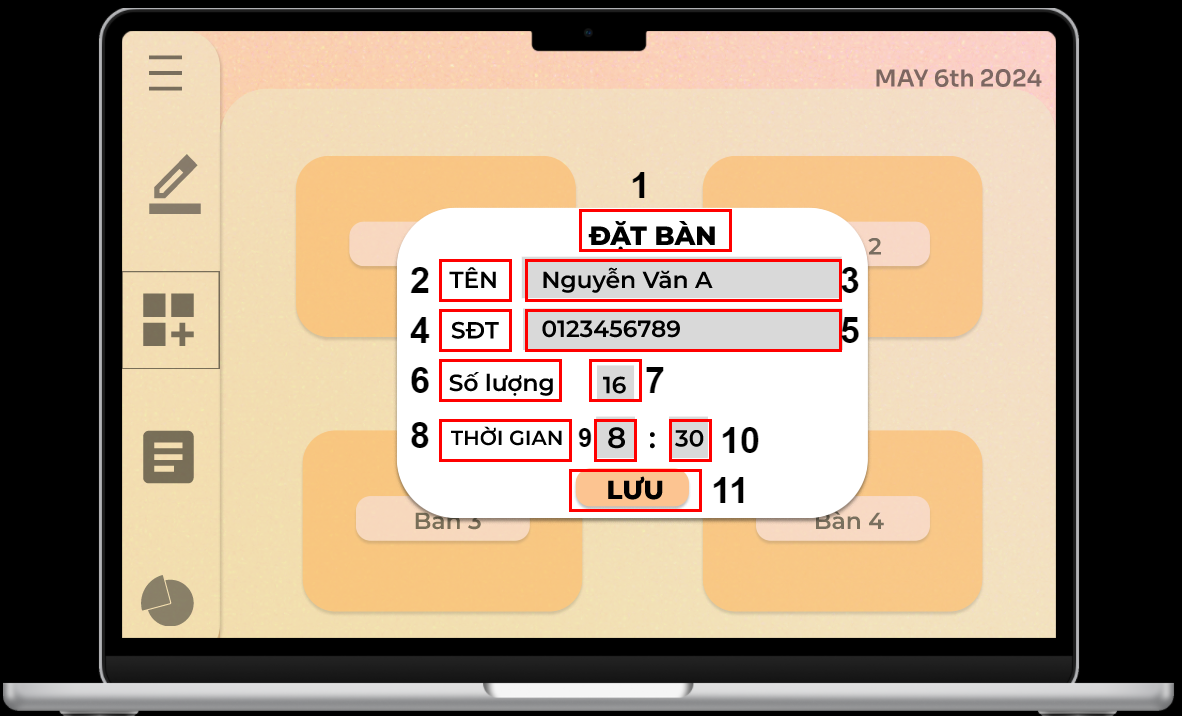 MAY 6th 2024
1
ĐẶT BÀN
2
2 TÊN Nguyễn Văn A 3
4 SĐT 0123456789 5
6 Số lượng 16 7
8 THỜI GIAN 9 8 : 30 10
LƯU 11
Bàn 3 Bàn 4